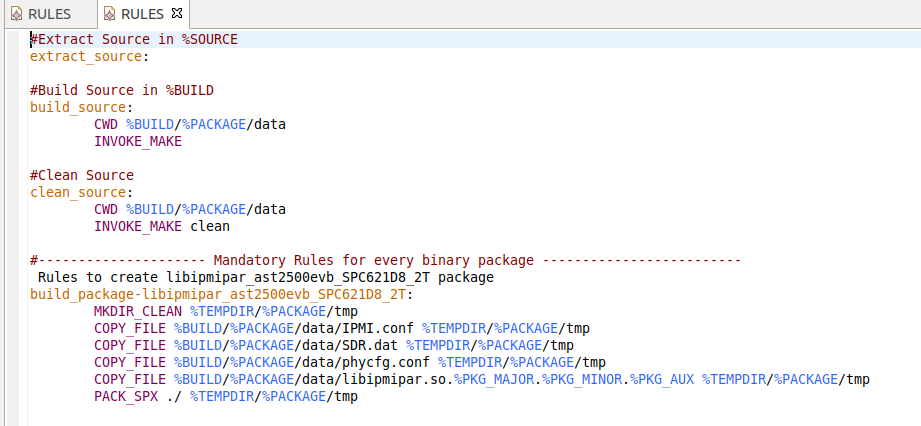 RULES RULES
#Extract Source in %SOURCE
extract_source:
#Build Source in %BUILD
build_source:
CWD %BUILD/%PACKAGE/data
INVOKE_MAKE
#Clean Source
clean_source:
CWD %BUILD/%PACKAGE/data
INVOKE_MAKE clean
#--------------------- Mandatory Rules for every binary package -------------------------
Rules to create libipmipar_ast2500evb_SPC621D8_2T package
build_package-libipmipar_ast2500evb_SPC621D8_2T:
MKDIR_CLEAN %TEMPDIR/%PACKAGE/tmp
COPY_FILE %BUILD/%PACKAGE/data/IPMI.conf %TEMPDIR/%PACKAGE/tmp
COPY_FILE %BUILD/%PACKAGE/data/SDR.dat %TEMPDIR/%PACKAGE/tmp
COPY_FILE %BUILD/%PACKAGE/data/phycfg.conf %TEMPDIR/%PACKAGE/tmp
COPY_FILE %BUILD/%PACKAGE/data/libipmipar.so.%PKG_MAJOR.%PKG_MINOR.%PKG_AUX %TEMPDIR/%PACKAGE/tmp
PACK_SPX ./ %TEMPDIR/%PACKAGE/tmp